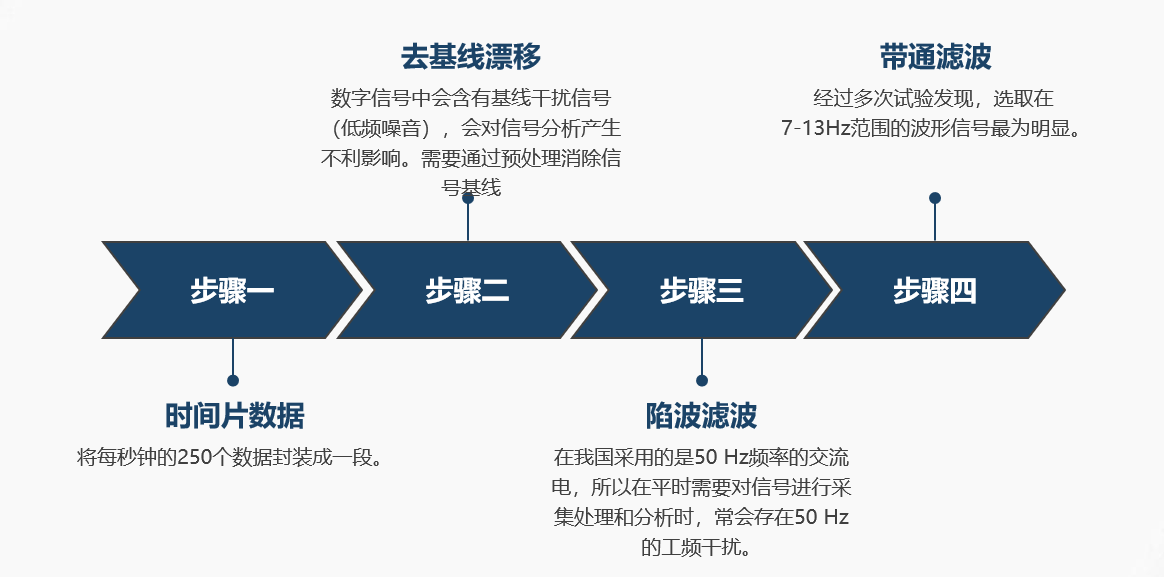 去基线漂移
数字信号中会含有基线干扰信号
（低频噪音），会对信号分析产生
不利影响。需要通过预处理消除信
号基线
带通滤波
经过多次试验发现，选取在
7-13Hz范围的波形信号最为明显。
步骤一
步骤二
步骤三
步骤四
时间片数据
将每秒钟的250个数据封装成一段。
陷波滤波
在我国采用的是50 Hz频率的交流
电，所以在平时需要对信号进行采
集处理和分析时，常会存在50 Hz
的工频干扰。